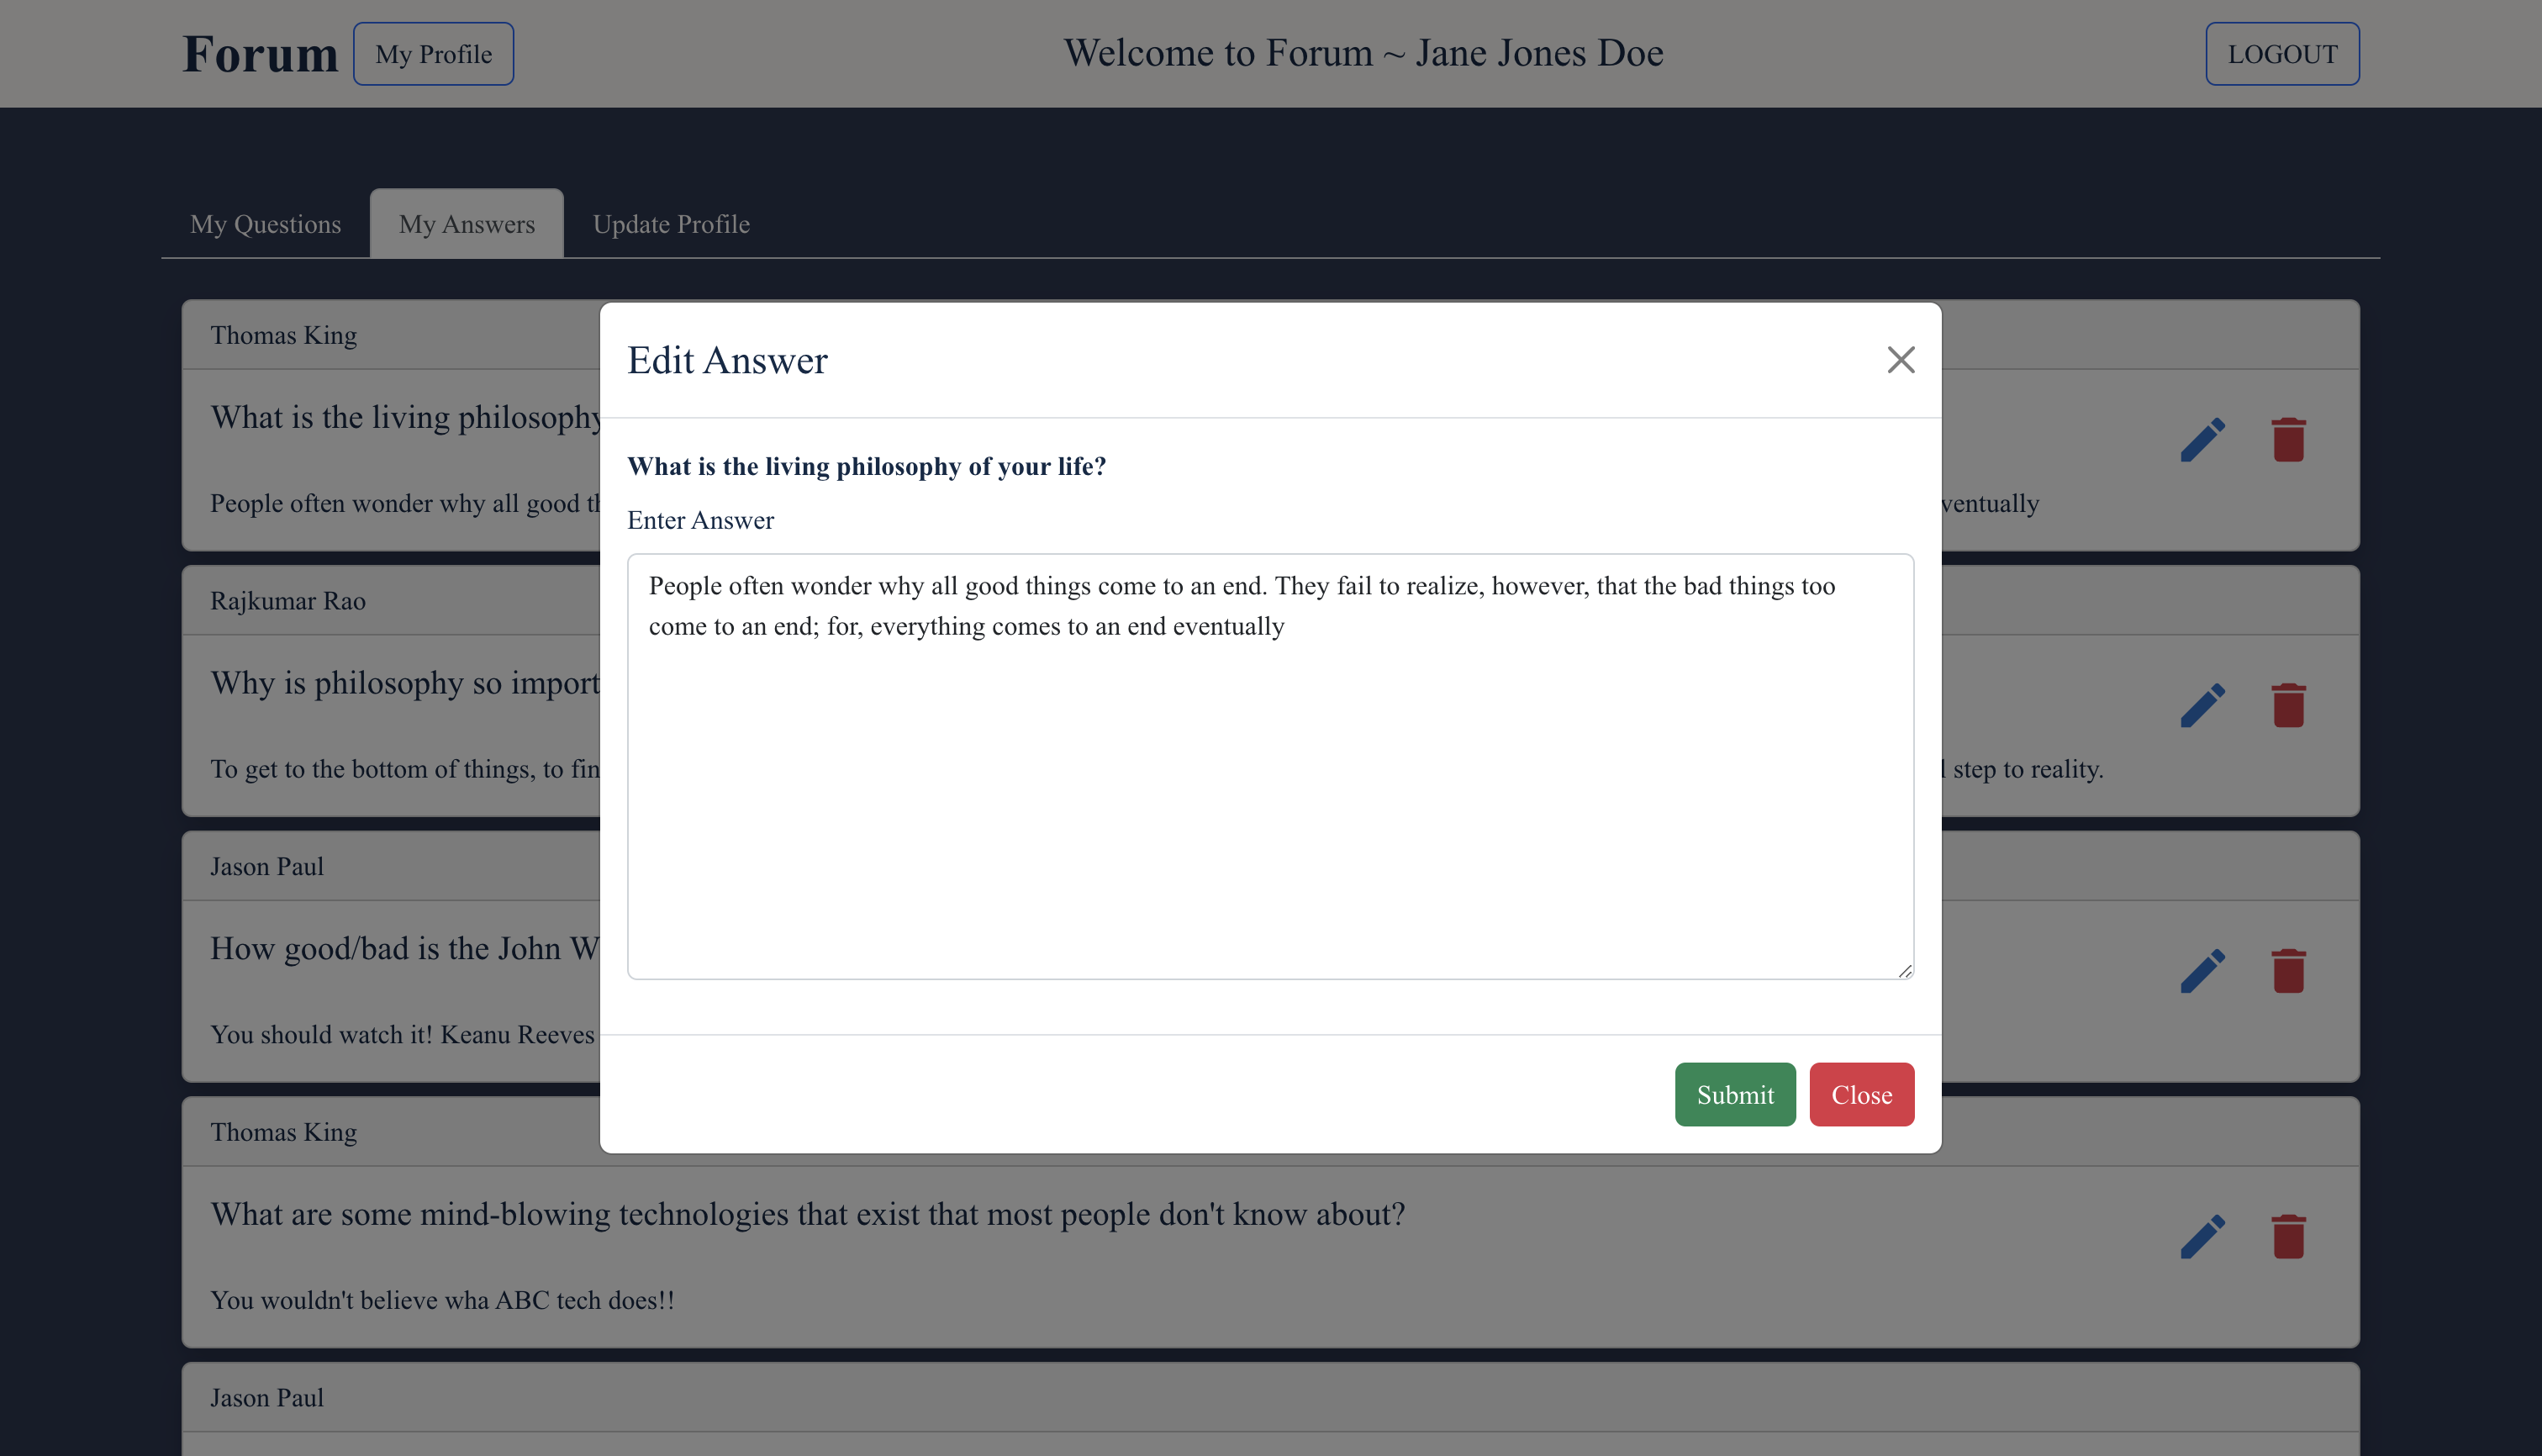 Forum My Profile Welcome to Forum ~ Jane Jones Doe LOGOUT
My Questions My Answers Update Profile
Thomas King
What is the living philosophy
People often wonder why all good
Rajkumar Rao
Why is philosophy so
To get to the bottom of things, to
step to reality.
Jason Paul
How good/bad is the John
You should watch it! Keanu Reeves
Edit Answer
What is the living philosophy of your life?
Enter Answer
People often wonder why all good things come to an end. They fail to realize, however, that the bad things too
come to an end; for, everything comes to an end eventually
Submit Close
Thomas King
What are some mind-blowing technologies that exist that most people don't know about?
You wouldn't believe wha ABC tech does!!
Jason Paul